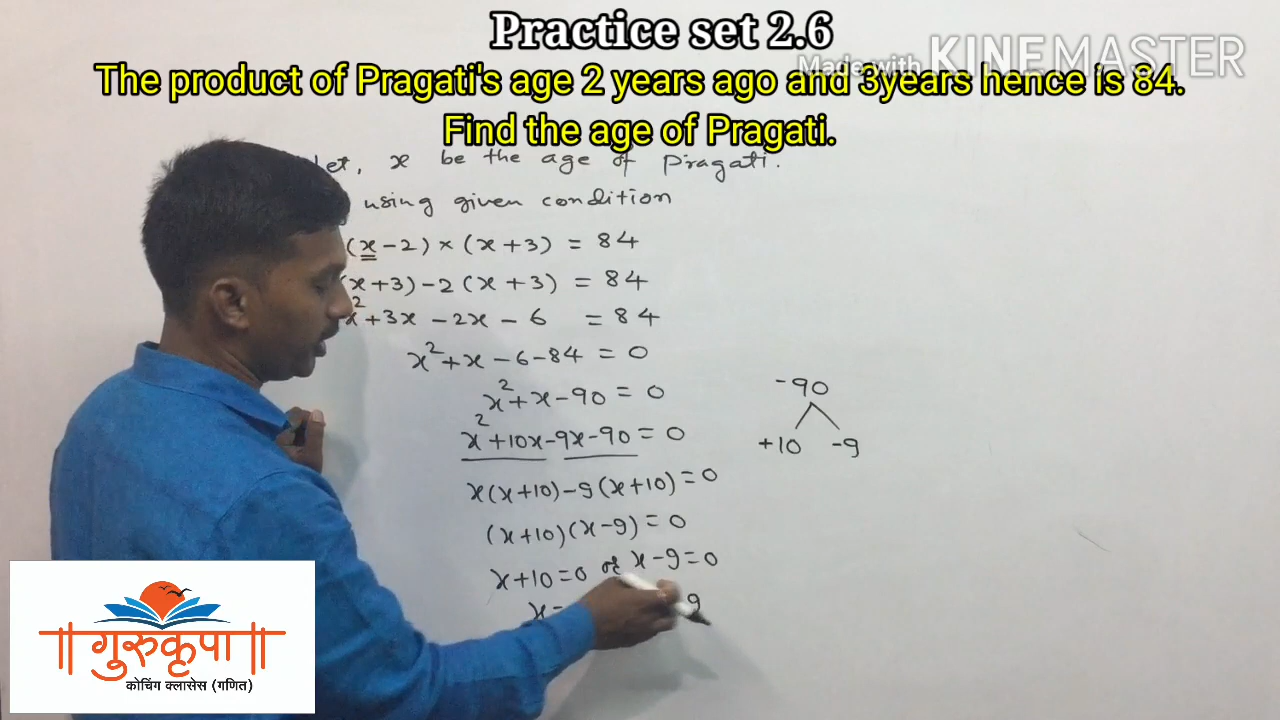 Practice set 2.6
Made with KINEMASTER
The product of Pragati's age 2 years ago and 3years hence is 84.
Find the age of Pragati.
let, x be the age of Pragati.
using given condition
(x-2) × (x+3) = 84
x+3) -2 (x+3) = 84
x²+3x - 2x - 6 = 84
x²+x - 6-84 = 0
x²+x-90 = 0
x²+10x-9x-90 = 0
x(x+10)-9(x+10) = 0
(x+10)(x-9) = 0
x+10=0 or x-9=0
x=
9
-90
+10 -9
॥ गुरुकृपा ॥
कोचिंग क्लासेस (गणित)